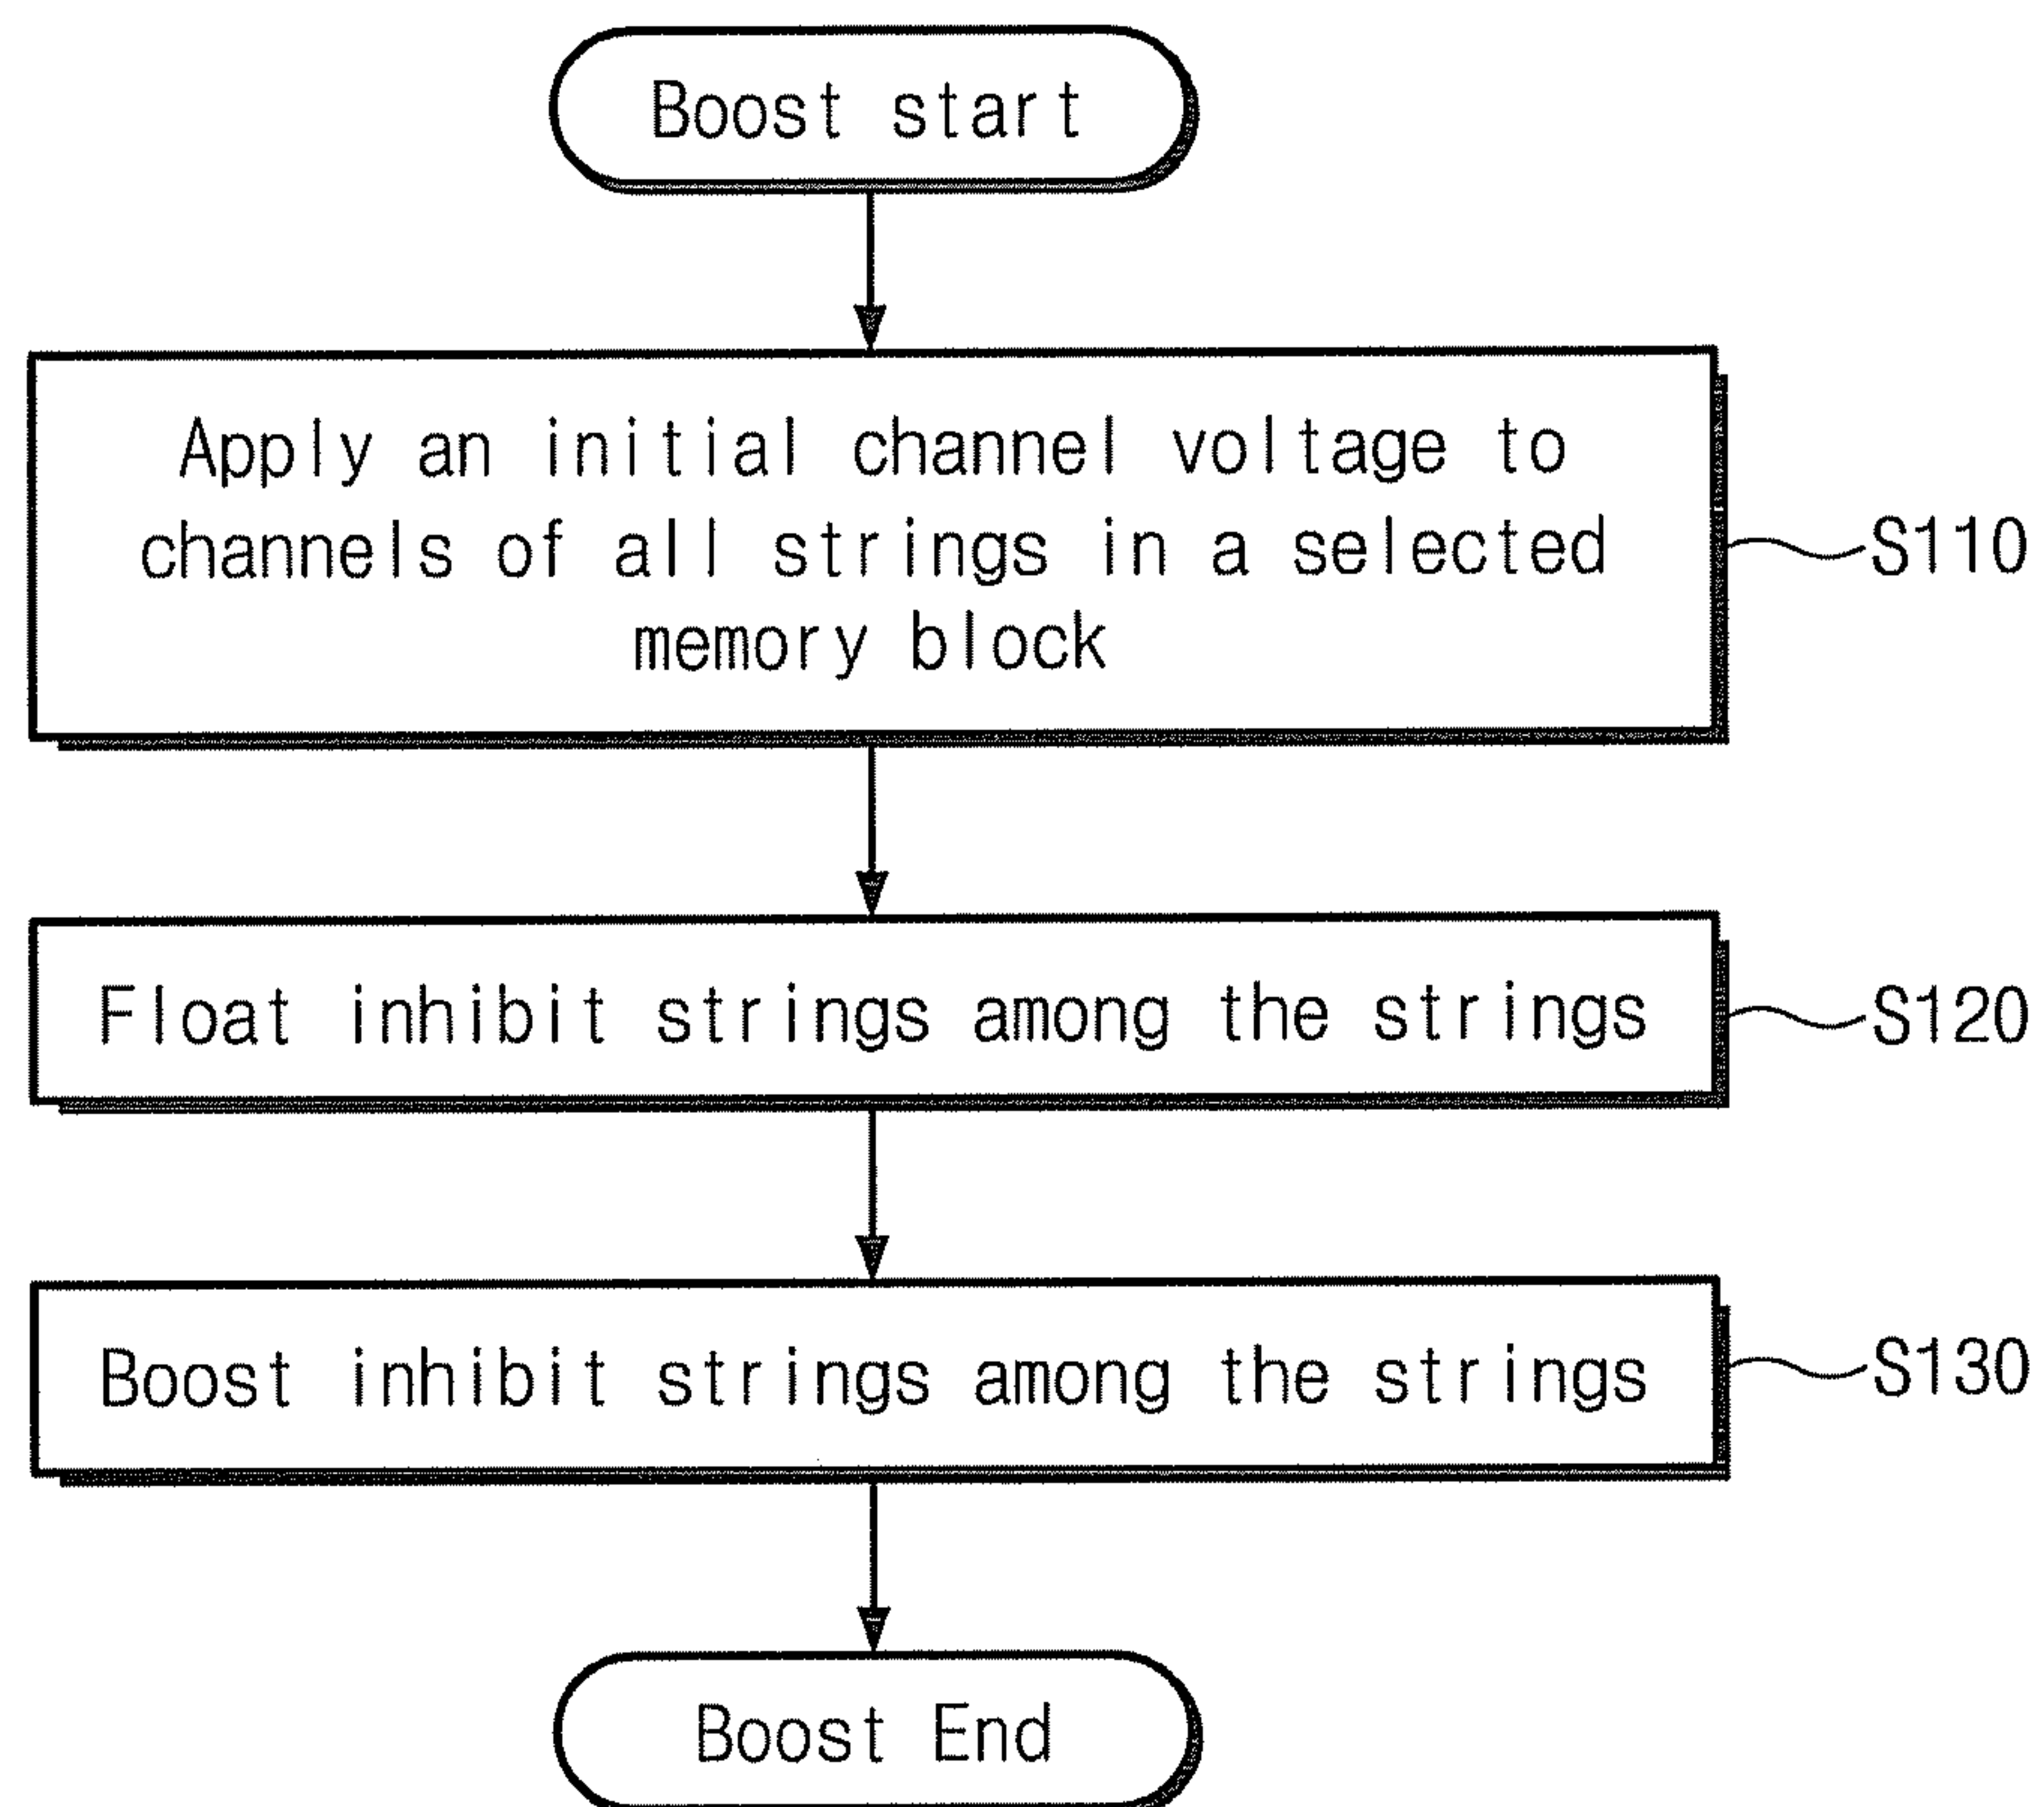 Boost start
Apply an initial channel voltage to
channels of all strings in a selected
memory block
S110
Float inhibit strings among the strings
S120
Boost inhibit strings among the strings
S130
Boost End